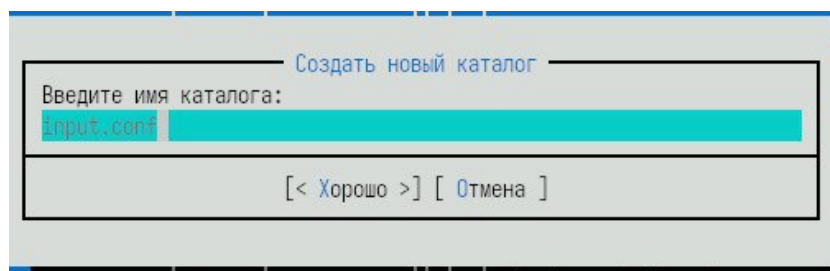 Создать новый каталог
Введите имя каталога:
input.conf
[< Хорошо >] [ Отмена ]